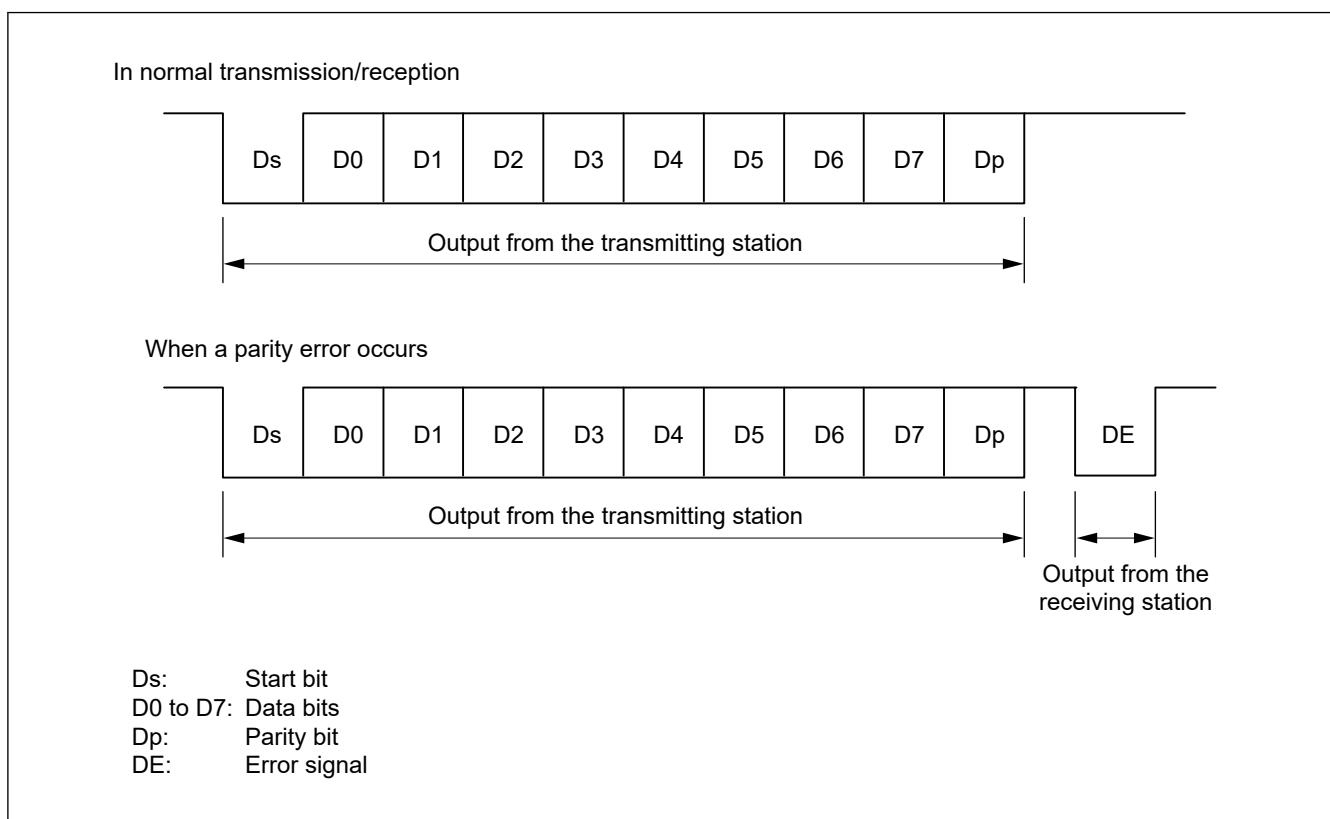 In normal transmission/reception
Ds D0 D1 D2 D3 D4 D5 D6 D7 Dp
Output from the transmitting station
When a parity error occurs
Ds D0 D1 D2 D3 D4 D5 D6 D7 Dp DE
Output from the transmitting station
Output from the
receiving station
Ds: Start bit
D0 to D7: Data bits
Dp: Parity bit
DE: Error signal